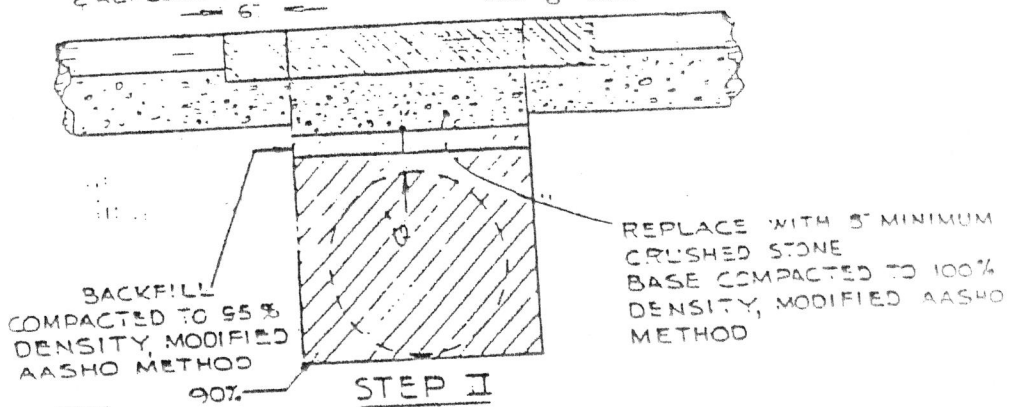 6"
BACKFILL
COMPACTED TO 95 %
DENSITY, MODIFIED
AASHO METHOD
90%
REPLACE WITH MINIMUM
CRUSHED STONE
BASE COMPACTED TO 100%
DENSITY, MODIFIED AASHO
METHOD
STEP II